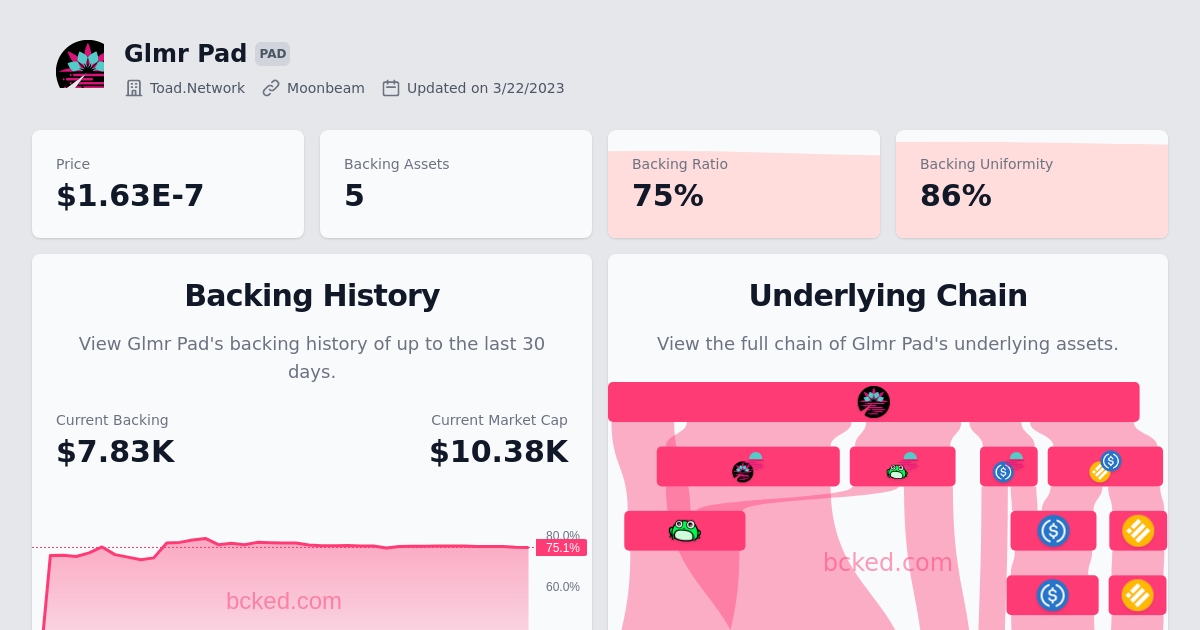 Glmr Pad PAD
Toad.Network Moonbeam Updated on 3/22/2023
Price
$1.63E-7
Backing Assets
5
Backing Ratio
75%
Backing Uniformity
86%
Backing History
View Glmr Pad's backing history of up to the last 30
days.
Current Backing
$7.83K
Current Market Cap
$10.38K
80.0%
75.1%
60.0%
bcked.com
Underlying Chain
View the full chain of Glmr Pad's underlying assets.
bcked.com